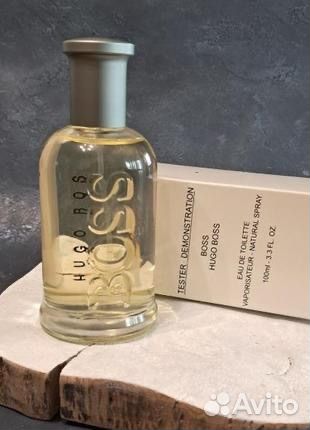 HUGO BOSS
BOSS
TESTER DEMONSTRATION
BOSS
HUGO BOSS
EAU DE TOILETTE
VAPORISATEUR - NATURAL SPRAY
100ml - 3.3 FL. OZ
Avito